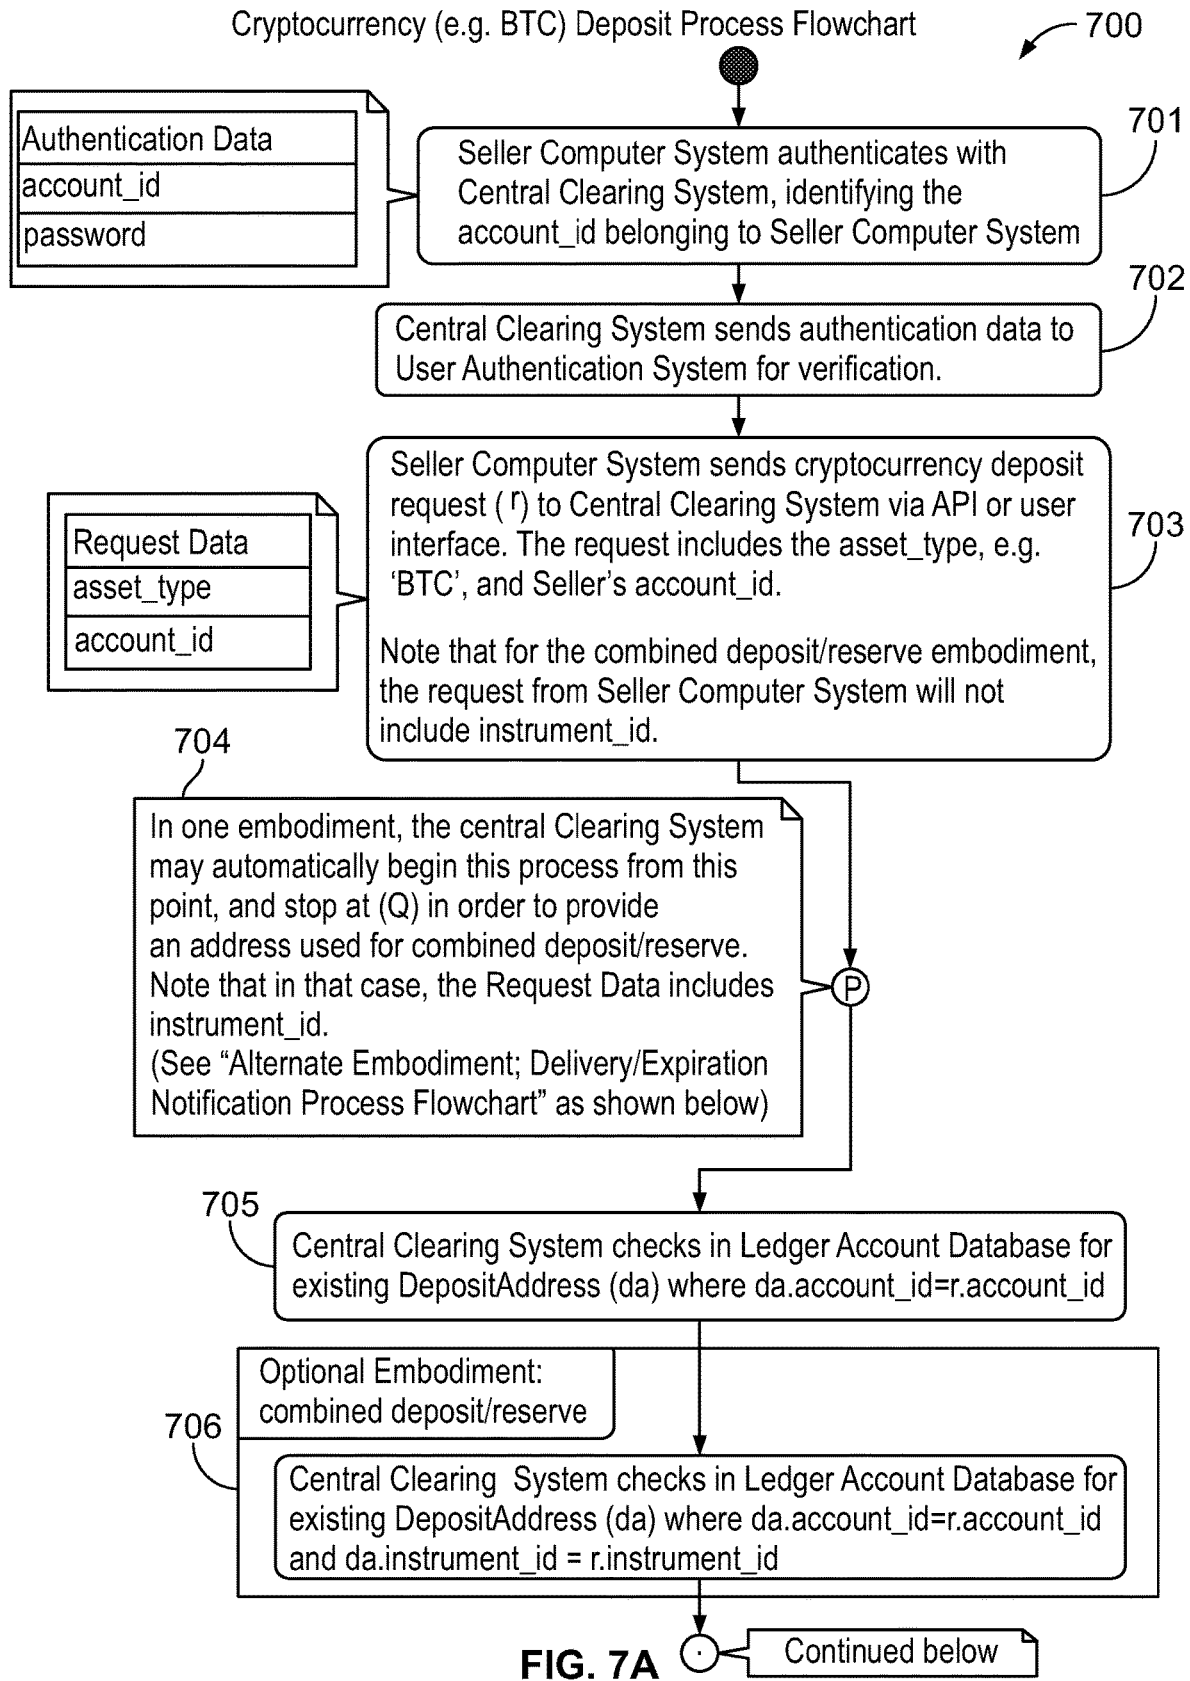 Cryptocurrency (e.g. BTC) Deposit Process Flowchart
700
Authentication Data
account_id
password
701
Seller Computer System authenticates with
Central Clearing System, identifying the
account_id belonging to Seller Computer System
702
Central Clearing System sends authentication data to
User Authentication System for verification.
703
Seller Computer System sends cryptocurrency deposit
request (r) to Central Clearing System via API or user
interface. The request includes the asset_type, e.g.
‘BTC’, and Seller’s account_id.
Note that for the combined deposit/reserve embodiment,
the request from Seller Computer System will not
include instrument_id.
Request Data
asset_type
account_id
704
In one embodiment, the central Clearing System
may automatically begin this process from this
point, and stop at (Q) in order to provide
an address used for combined deposit/reserve.
Note that in that case, the Request Data includes
instrument_id.
(See “Alternate Embodiment; Delivery/Expiration
Notification Process Flowchart” as shown below)
P
705
Central Clearing System checks in Ledger Account Database for
existing DepositAddress (da) where da.account_id=r.account_id
Optional Embodiment:
combined deposit/reserve
706
Central Clearing System checks in Ledger Account Database for
existing DepositAddress (da) where da.account_id=r.account_id
and da.instrument_id = r.instrument_id
Continued below
FIG. 7A